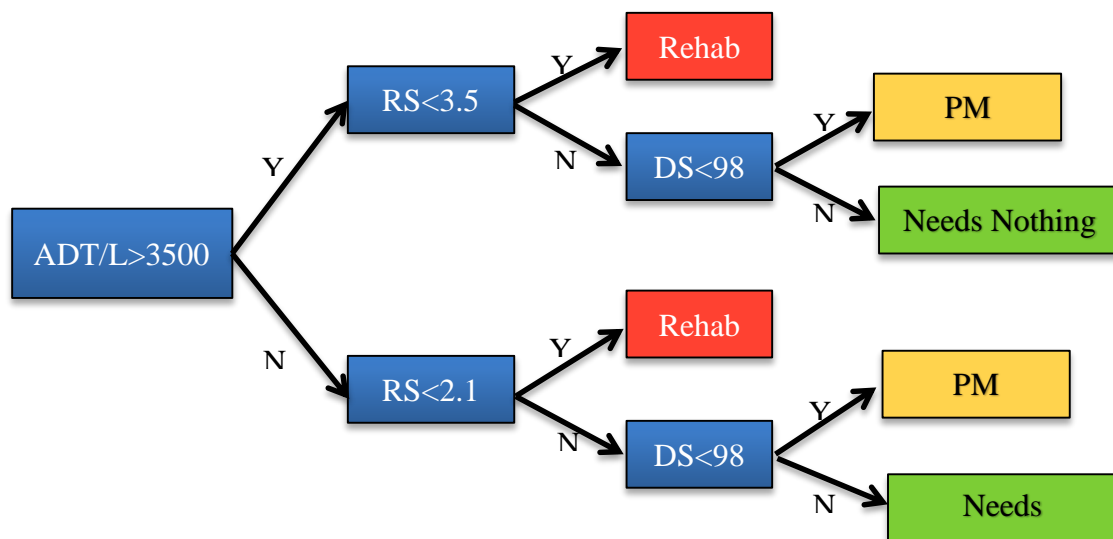 Rehab
Y
RS<3.5
PM
Y
N
DS<98
Y
N
Needs Nothing
ADT/L>3500
Rehab
Y
N
PM
RS<2.1
Y
N
DS<98
N
Needs